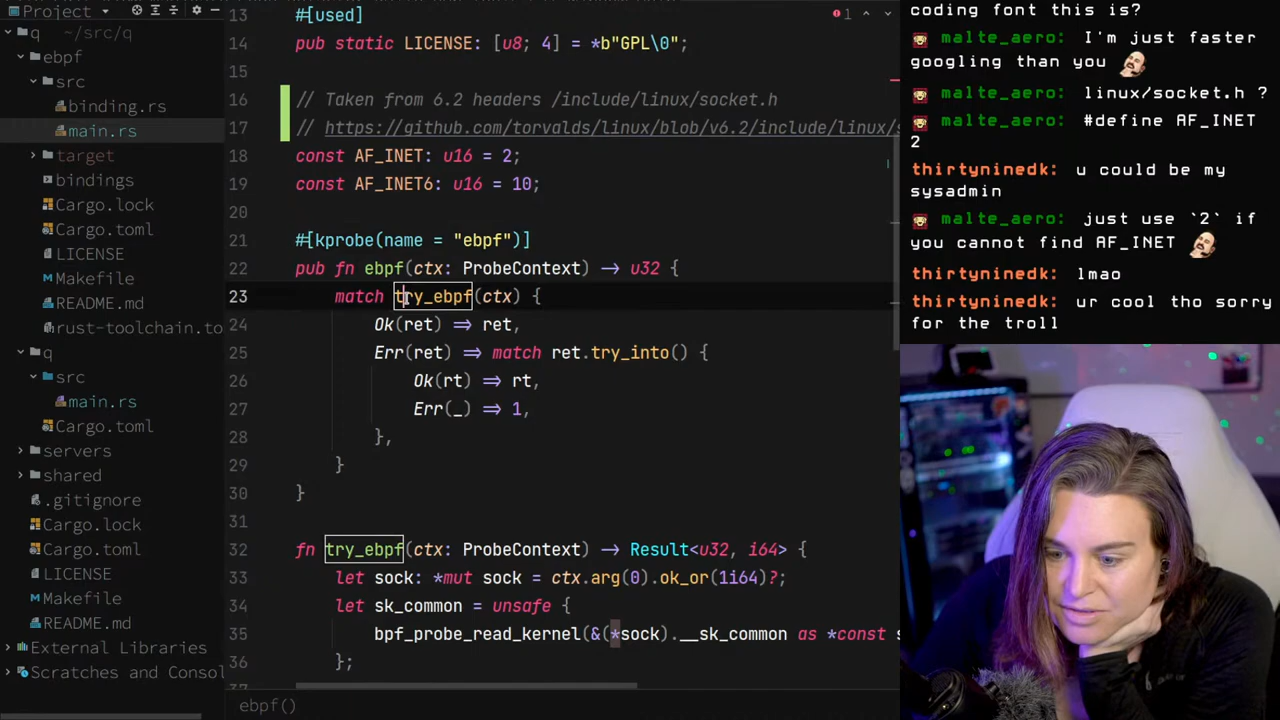 Project
q ~/src/q
ebpf
src
binding.rs
main.rs
target
bindings
Cargo.lock
Cargo.toml
LICENSE
Makefile
README.md
rust-toolchain.to
q
src
main.rs
Cargo.toml
servers
shared
.gitignore
Cargo.lock
Cargo.toml
LICENSE
Makefile
README.md
External Libraries
Scratches and Consol
1
13 #[used]
14 pub static LICENSE: [u8; 4] = *b"GPL\0";
15
16 // Taken from 6.2 headers /include/linux/socket.h
17 // https://github.com/torvalds/linux/blob/v6.2/include/linux/s
18 const AF_INET: u16 = 2;
19 const AF_INET6: u16 = 10;
20
21 #[kprobe(name = "ebpf")]
22 pub fn ebpf(ctx: ProbeContext) → u32 {
23 match try_ebpf(ctx) {
24 Ok(ret) ⇒ ret,
25 Err(ret) ⇒ match ret.try_into() {
26 Ok(rt) ⇒ rt,
27 Err(_) ⇒ 1,
28 },
29 }
30 }
31
32 fn try_ebpf(ctx: ProbeContext) → Result<u32, i64> {
33 let sock: *mut sock = ctx.arg(0).ok_or(1i64)?;
34 let sk_common = unsafe {
35 bpf_probe_read_kernel(&(*sock).__sk_common as *const s
36 };
ebpf()
coding font this is?
malte_aero: I'm just faster
googling than you
malte_aero: linux/socket.h ?
malte_aero: #define AF_INET
2
thirtyninedk: u could be my
sysadmin
malte_aero: just use `2` if
you cannot find AF_INET
thirtyninedk: lmao
thirtyninedk: ur cool tho sorry
for the troll